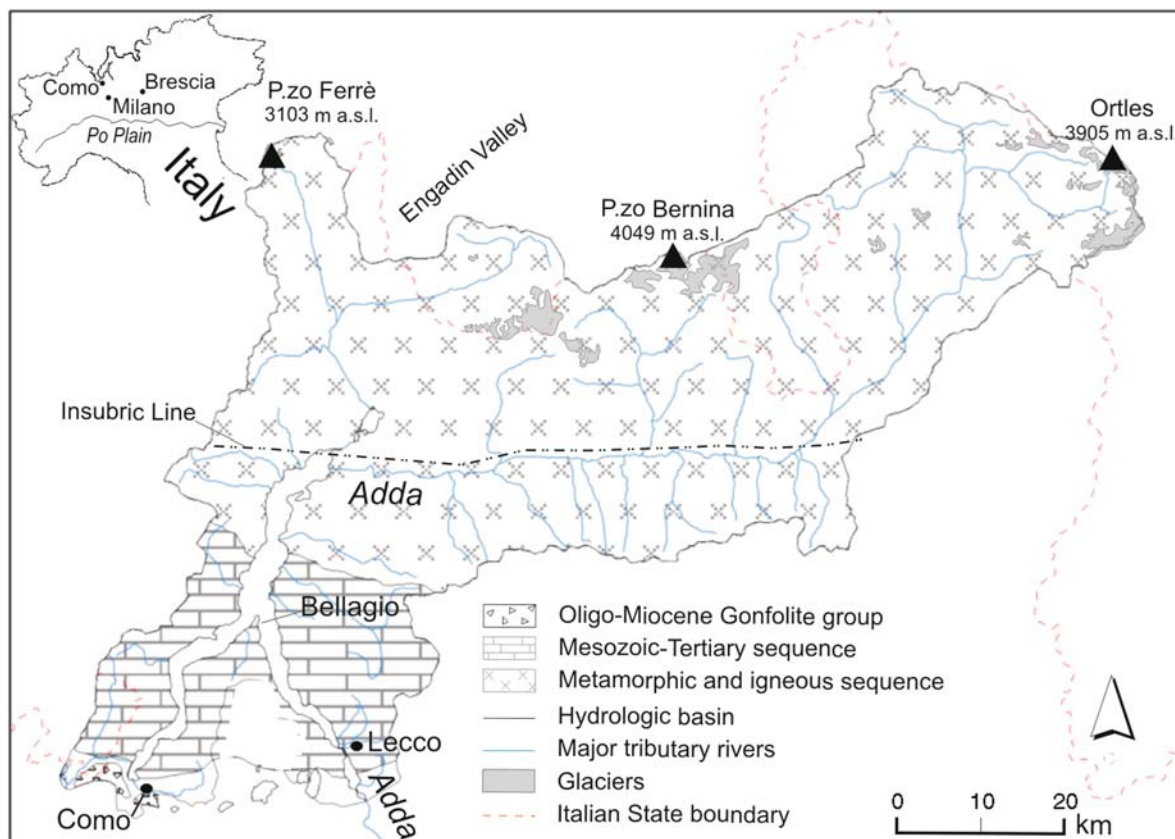 Como
Brescia
Milano
Po Plain
Italy
P.zo Ferrè
3103 m a.s.l.
Engadin Valley
P.zo Bernina
4049 m a.s.l.
Ortles
3905 m a.s.l.
Insubric Line
Adda
Bellagio
Lecco
Adda
Como
Oligo-Miocene Gonfolite group
Mesozoic-Tertiary sequence
Metamorphic and igneous sequence
Hydrologic basin
Major tributary rivers
Glaciers
Italian State boundary
0 10 20
km